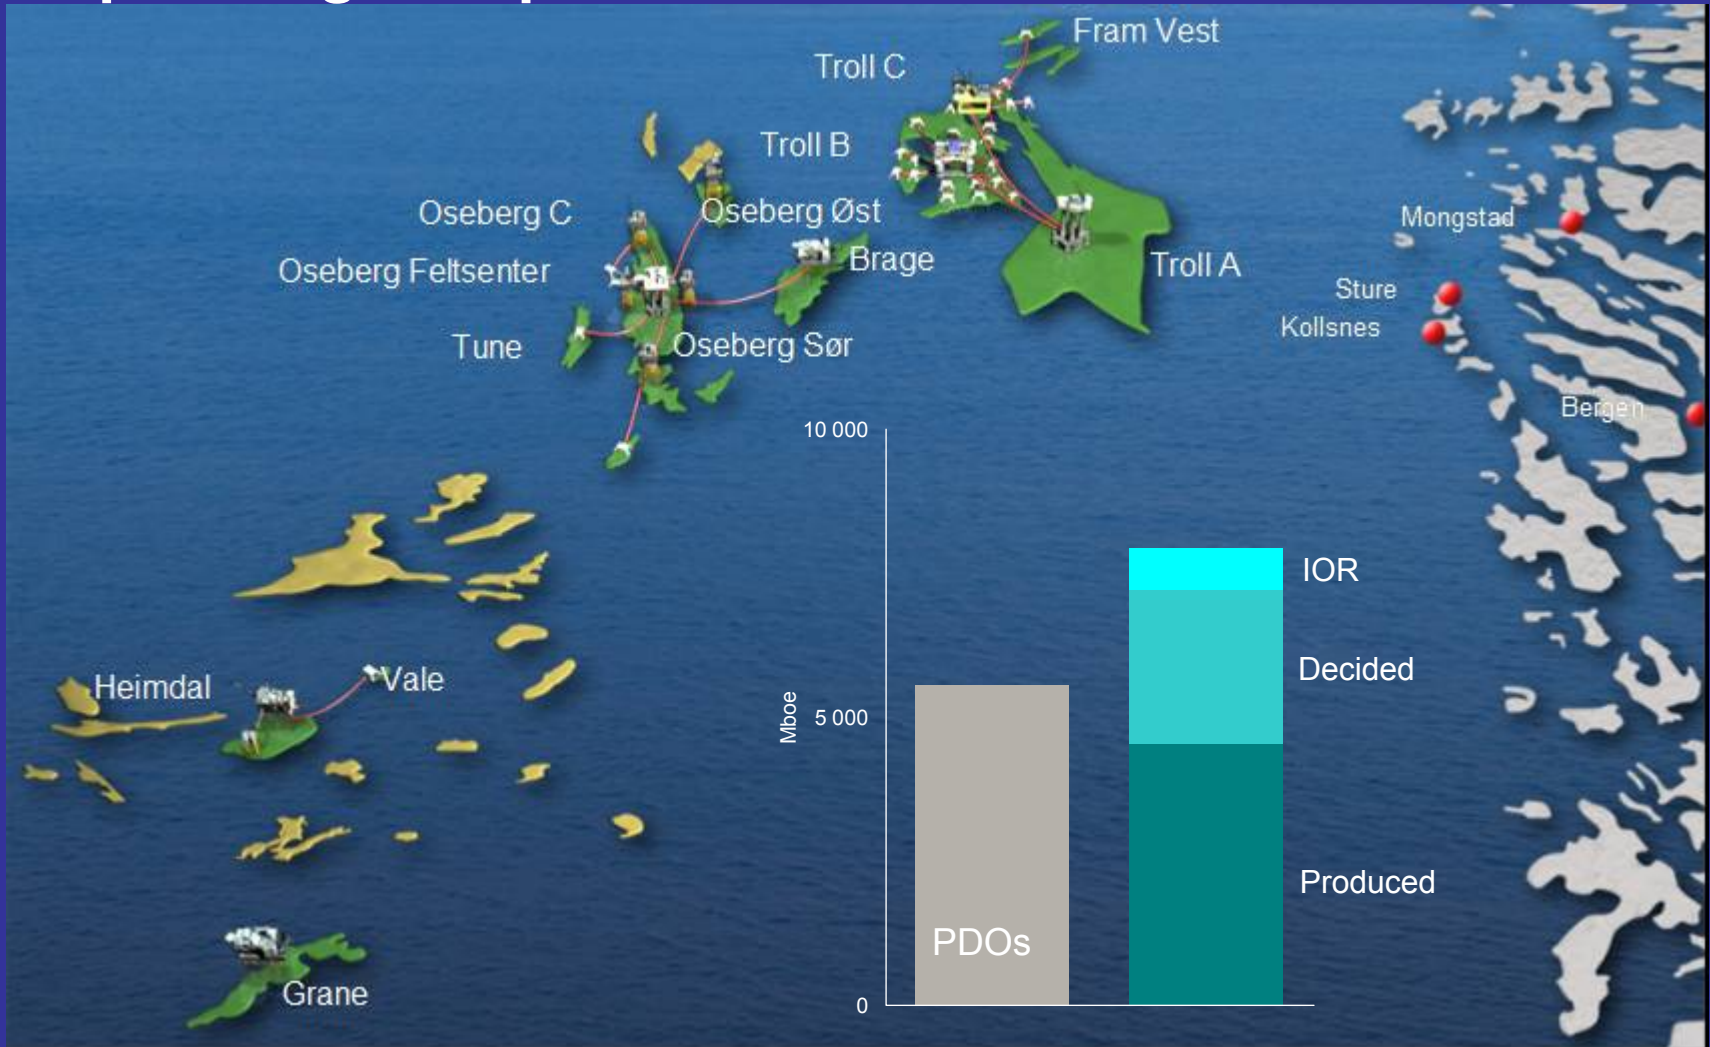 Fram Vest
Troll C
Troll B
Oseberg C
Oseberg Øst
Mongstad
Oseberg Feltsenter
Brage
Troll A
Sture
Kollsnes
Tune
Oseberg Sør
Bergen
10 000
IOR
Decided
Heimdal
Vale
Mboe
5 000
Produced
PDOs
Grane
0